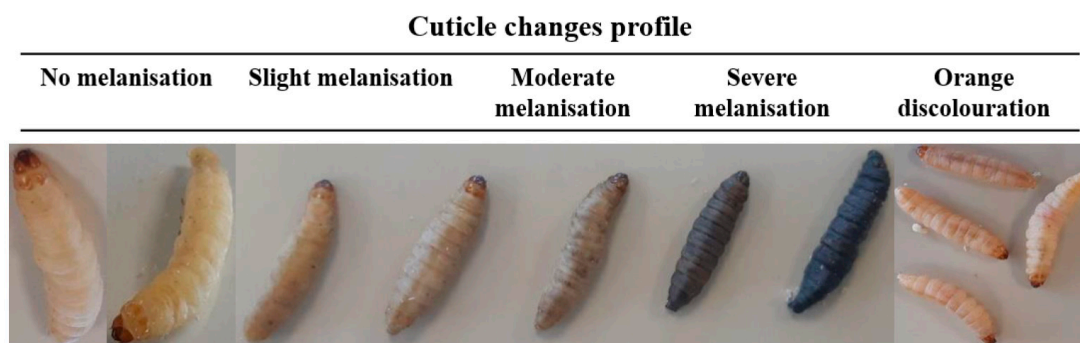 Cuticle changes profile
No melanisation
Slight melanisation
Moderate
melanisation
Severe
melanisation
Orange
discolouration